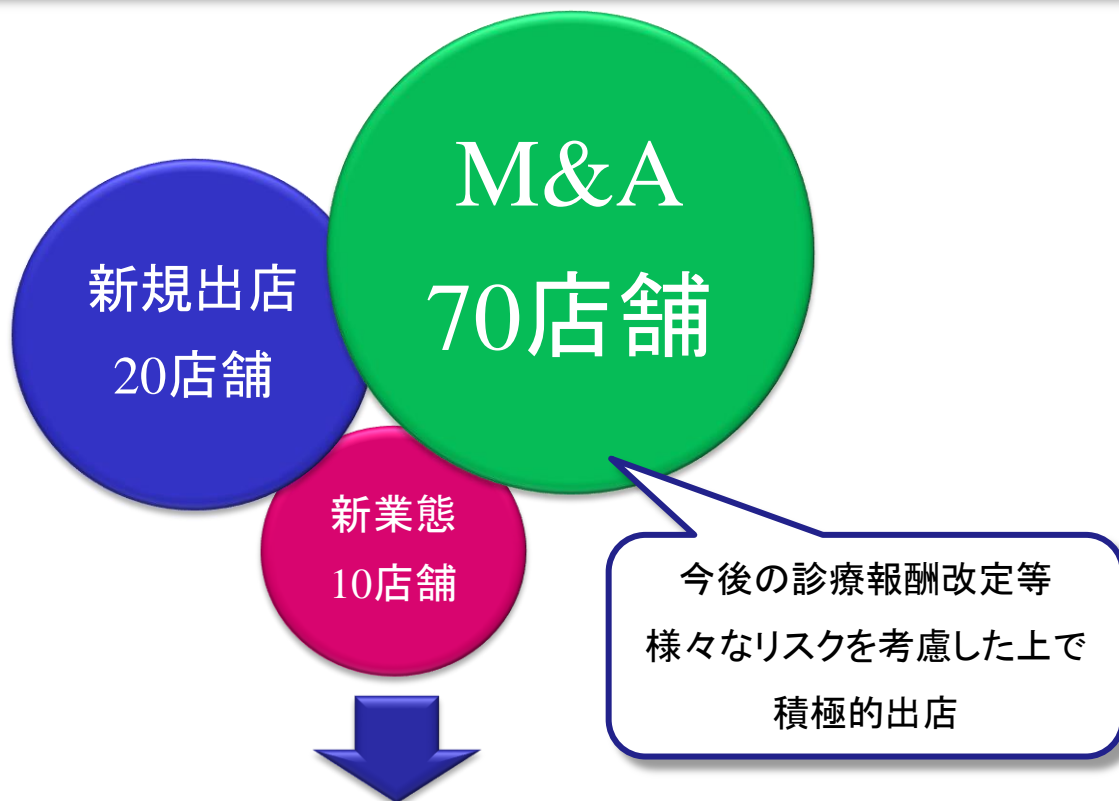 M&A
70店舗
新規出店
20店舗
新業態
10店舗
今後の診療報酬改定等
様々なリスクを考慮した上で
積極的出店